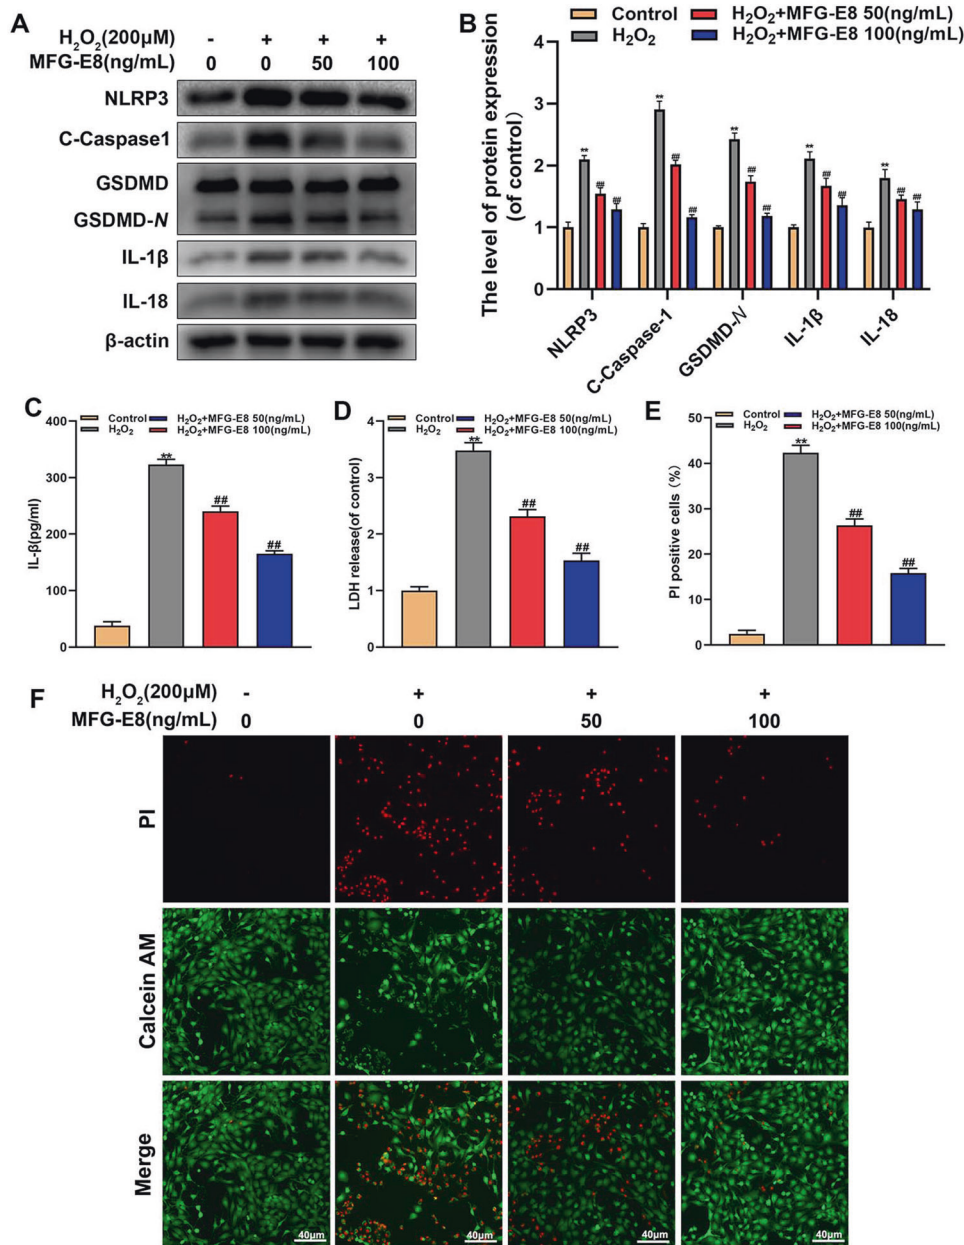 A
H₂O₂(200μM) - + + +
MFG-E8(ng/mL) 0 0 50 100
NLRP3
C-Caspase1
GSDMD
GSDMD-N
IL-1β
IL-18
β-actin
B
Control
H₂O₂
H₂O₂+MFG-E8 50(ng/mL)
H₂O₂+MFG-E8 100(ng/mL)
The level of protein expression
(of control)
4
3
2
1
0
** ## ##
** ## ##
** ## ##
** ## ##
** ## ##
NLRP3
C-Caspase-1
GSDMD-N
IL-1β
IL-18
C
Control
H₂O₂
H₂O₂+MFG-E8 50(ng/mL)
H₂O₂+MFG-E8 100(ng/mL)
IL-β(pg/ml)
400
300
200
100
0
** ## ##
D
Control
H₂O₂
H₂O₂+MFG-E8 50(ng/mL)
H₂O₂+MFG-E8 100(ng/mL)
LDH release(of control)
4
3
2
1
0
** ## ##
E
Control
H₂O₂
H₂O₂+MFG-E8 50(ng/mL)
H₂O₂+MFG-E8 100(ng/mL)
PI positive cells (%)
50
40
30
20
10
0
** ## ##
F
H₂O₂(200μM) - + + +
MFG-E8(ng/mL) 0 0 50 100
PI
Calcein AM
Merge
40μm
40μm
40μm
40μm